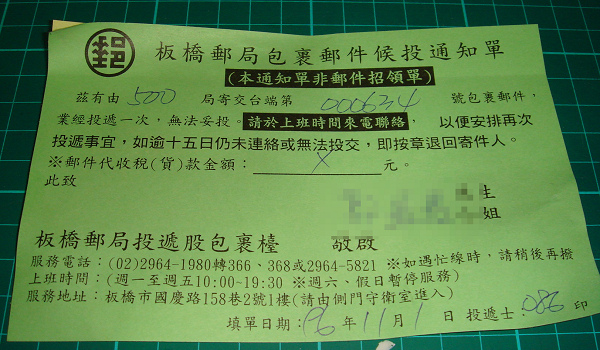 郵
板橋郵局包裹郵件候投通知單
(本通知單非郵件招領單)
茲有由 500 局寄交台端第 000634 號包裹郵件,
業經投遞一次,無法妥投。請於上班時間來電聯絡,以便安排再次
投遞事宜,如逾十五日仍未連絡或無法投交,即按章退回寄件人。
※郵件代收稅(貨)款金額: X 元。
此致
生
姐
板橋郵局投遞股包裹檯 敬啟
服務電話:(02)2964-1980轉366、368或2964-5821 ※如遇忙線時,請稍後再撥
上班時間:(週一至週五10:00-19:30 ※週六、假日暫停服務)
服務地址:板橋市國慶路158巷2號1樓(請由側門守衛室進入)
填單日期: 96 年 11 月 1 日 投遞士: 086 印